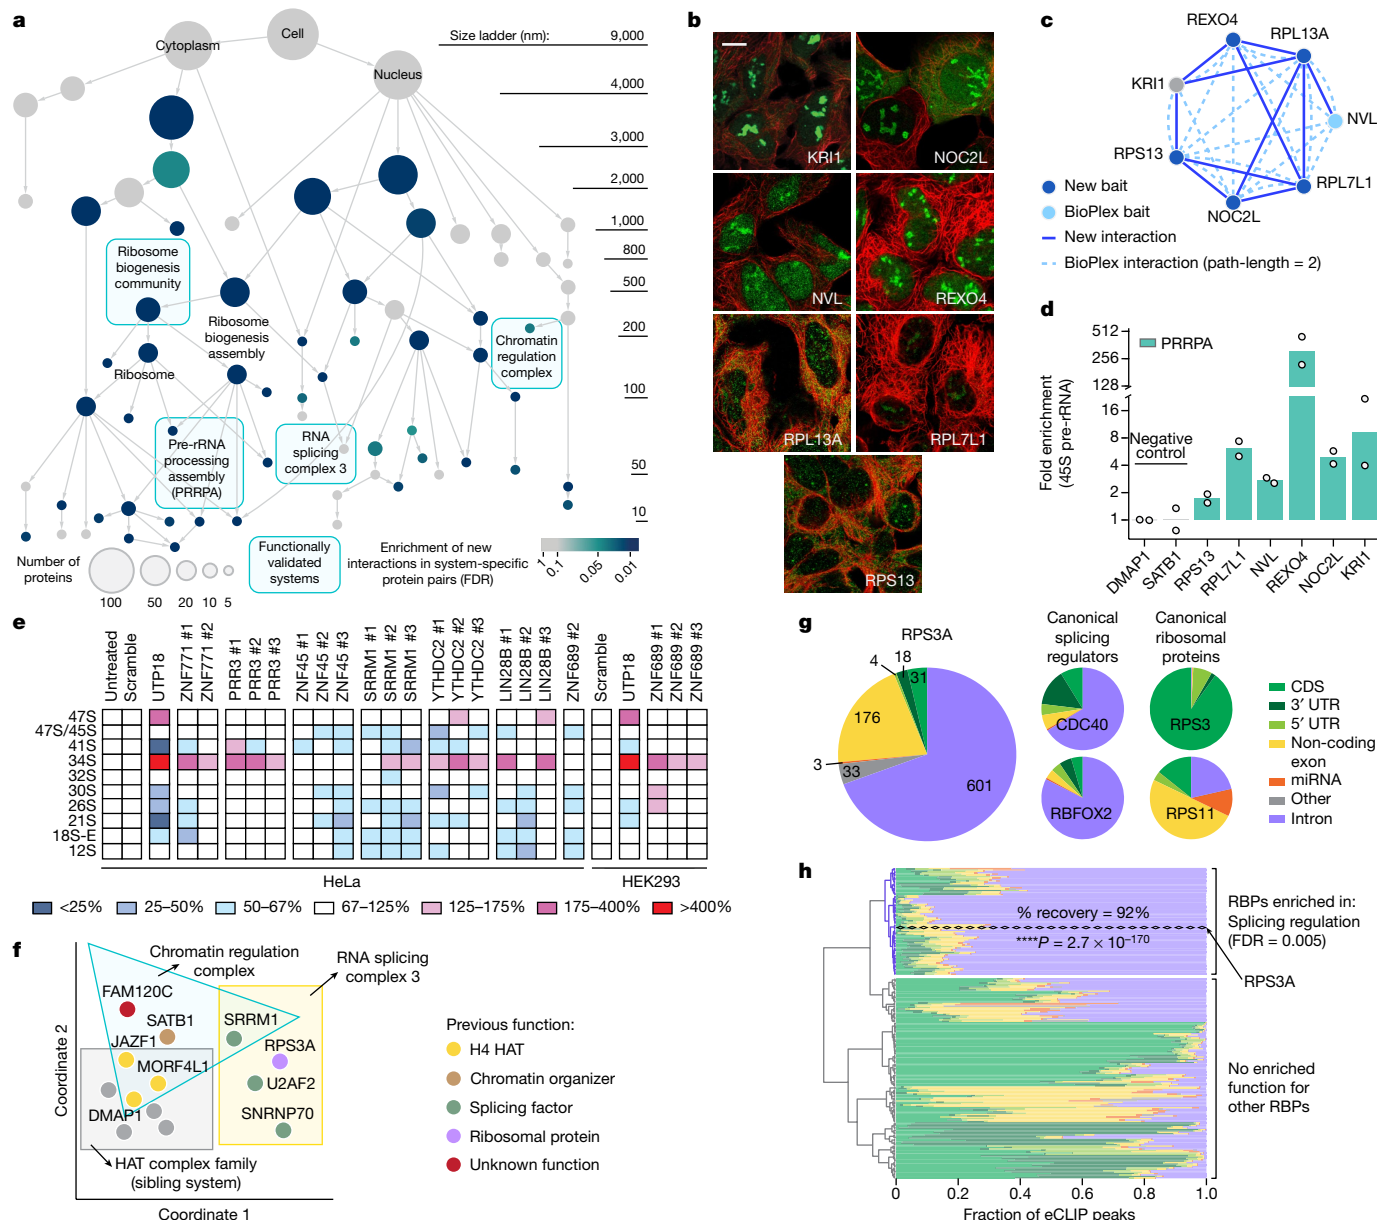 a
Cell
Cytoplasm
Nucleus
Size ladder (nm):
9,000
4,000
3,000
2,000
1,000
800
500
200
100
50
10
Ribosome
biogenesis
community
Ribosome
biogenesis
assembly
Ribosome
Chromatin
regulation
complex
Pre-rRNA
processing
assembly
(PRRPA)
RNA
splicing
complex 3
Number of
proteins
100
50
20
10
5
Functionally
validated
systems
Enrichment of new
interactions in system-specific
protein pairs (FDR)
1
0.1
0.05
0.01
b
KRI1
NOC2L
NVL
REXO4
RPL13A
RPL7L1
RPS13
c
REXO4
RPL13A
KRI1
NVL
RPS13
RPL7L1
NOC2L
New bait
BioPlex bait
New interaction
BioPlex interaction (path-length = 2)
d
Fold enrichment
(45S pre-rRNA)
512
256
128
16
8
4
2
1
PRRPA
Negative
control
DMAP1
SATB1
RPS13
RPL7L1
NVL
REXO4
NOC2L
KRI1
e
Untreated
Scramble
UTP18
ZNF771 #1
ZNF771 #2
PRR3 #1
PRR3 #2
PRR3 #3
ZNF45 #1
ZNF45 #2
ZNF45 #3
SRRM1 #1
SRRM1 #2
SRRM1 #3
YTHDC2 #1
YTHDC2 #2
YTHDC2 #3
LIN28B #1
LIN28B #2
LIN28B #3
ZNF689 #2
Scramble
UTP18
ZNF689 #1
ZNF689 #2
ZNF689 #3
47S
47S/45S
41S
34S
32S
30S
26S
21S
18S-E
12S
HeLa
HEK293
<25%
25–50%
50–67%
67–125%
125–175%
175–400%
>400%
f
Coordinate 2
Coordinate 1
Chromatin regulation
complex
RNA splicing
complex 3
FAM120C
SATB1
SRRM1
JAZF1
RPS3A
MORF4L1
U2AF2
DMAP1
SNRNP70
HAT complex family
(sibling system)
Previous function:
H4 HAT
Chromatin organizer
Splicing factor
Ribosomal protein
Unknown function
g
RPS3A
4
18
31
176
3
33
601
Canonical
splicing
regulators
CDC40
RBFOX2
Canonical
ribosomal
proteins
RPS3
RPS11
CDS
3′ UTR
5′ UTR
Non-coding
exon
miRNA
Other
Intron
h
% recovery = 92%
****P = 2.7 × 10⁻¹⁷⁰
RBPs enriched in:
Splicing regulation
(FDR = 0.005)
RPS3A
No enriched
function for
other RBPs
0
0.2
0.4
0.6
0.8
1.0
Fraction of eCLIP peaks